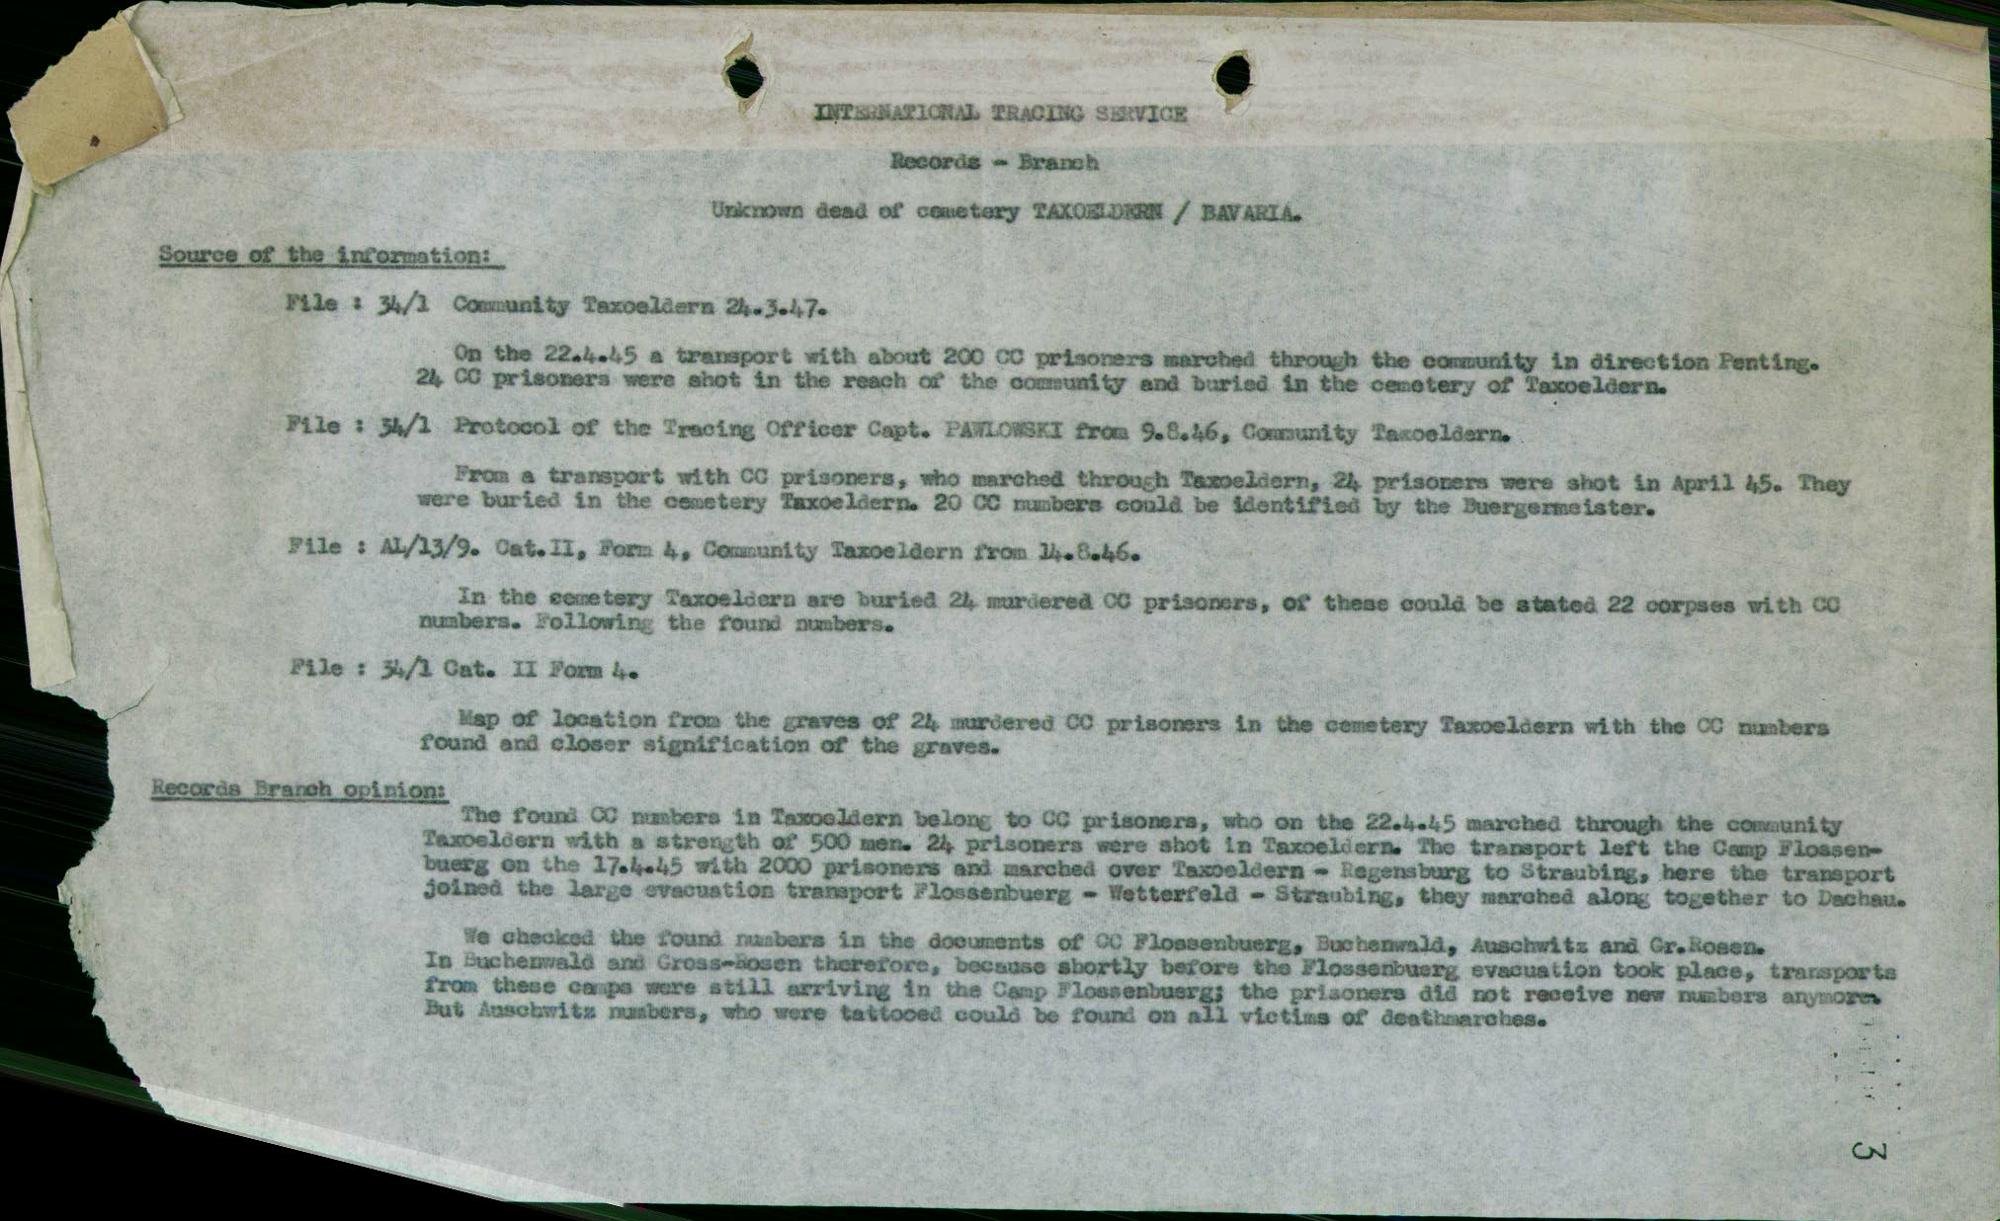 INTERNATIONAL TRACING SERVICE
Records - Branch
Unknown dead of cemetery TAXOELDERN / BAVARIA.
Source of the information:
File : 34/1 Community Taxoeldern 24.3.47.
On the 22.4.45 a transport with about 200 CC prisoners marched through the community in direction Penting.
24 CC prisoners were shot in the reach of the community and buried in the cemetery of Taxoeldern.
File : 34/1 Protocol of the Tracing Officer Capt. PAWLOWSKI from 9.8.46, Community Taxoeldern.
From a transport with CC prisoners, who marched through Taxoeldern, 24 prisoners were shot in April 45. They
were buried in the cemetery Taxoeldern. 20 CC numbers could be identified by the Buergermeister.
File : AL/13/9. Cat.II, Form 4, Community Taxoeldern from 14.8.46.
In the cemetery Taxoeldern are buried 24 murdered CC prisoners, of these could be stated 22 corpses with CC
numbers. Following the found numbers.
File : 34/1 Cat. II Form 4.
Map of location from the graves of 24 murdered CC prisoners in the cemetery Taxoeldern with the CC numbers
found and closer signification of the graves.
Records Branch opinion:
The found CC numbers in Taxoeldern belong to CC prisoners, who on the 22.4.45 marched through the community
Taxoeldern with a strength of 500 men. 24 prisoners were shot in Taxoeldern. The transport left the Camp Flossen-
buerg on the 17.4.45 with 2000 prisoners and marched over Taxoeldern - Regensburg to Straubing, here the transport
joined the large evacuation transport Flossenbuerg - Wetterfeld - Straubing, they marched along together to Dachau.
We checked the found numbers in the documents of CC Flossenbuerg, Buchenwald, Auschwitz and Gr.Rosen.
In Buchenwald and Gross-Rosen therefore, because shortly before the Flossenbuerg evacuation took place, transports
from these camps were still arriving in the Camp Flossenbuerg; the prisoners did not receive new numbers anymore.
But Auschwitz numbers, who were tattooed could be found on all victims of deathmarches.
3